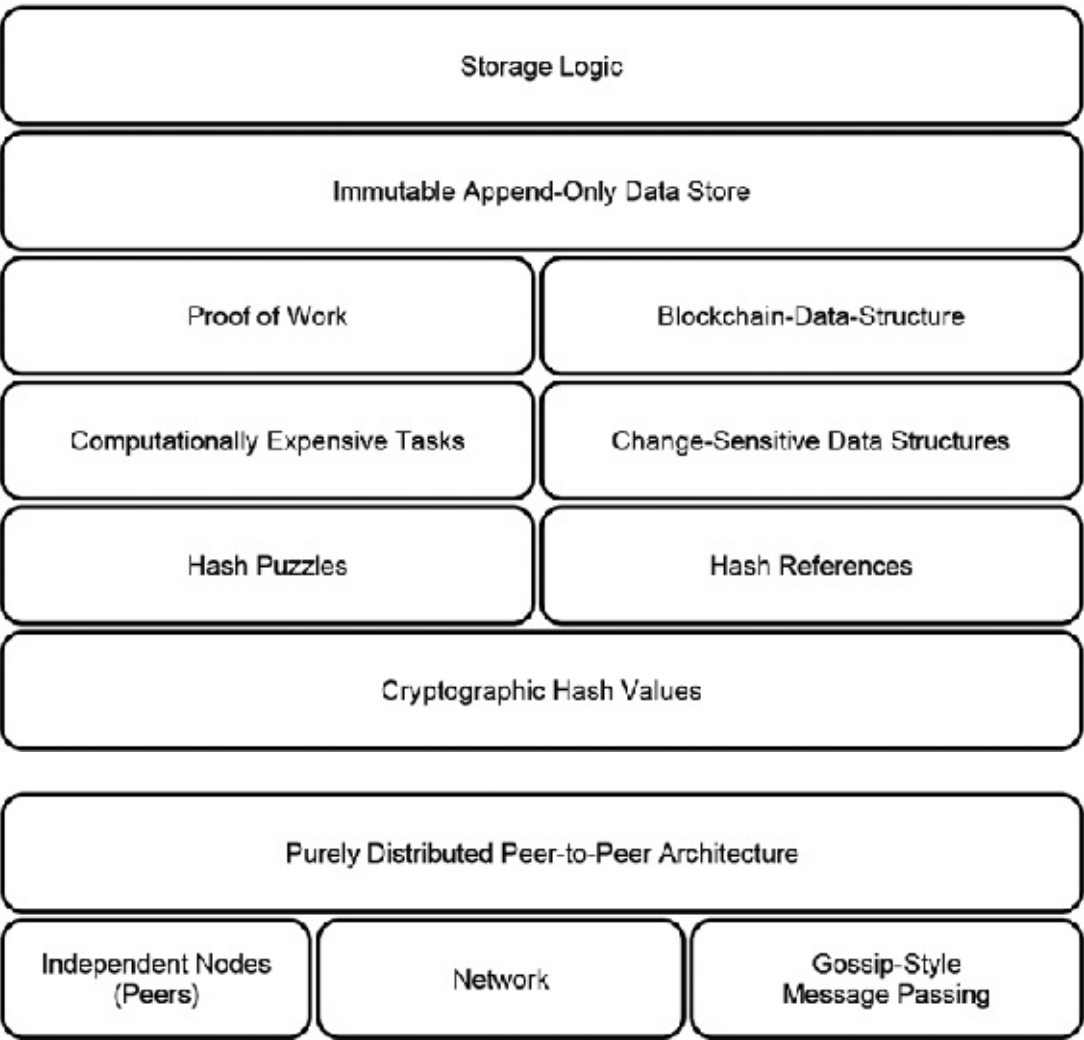 Storage Logic
Immutable Append-Only Data Store
Proof of Work
Blockchain-Data-Structure
Computationally Expensive Tasks
Change-Sensitive Data Structures
Hash Puzzles
Hash References
Cryptographic Hash Values
Purely Distributed Peer-to-Peer Architecture
Independent Nodes
(Peers)
Network
Gossip-Style
Message Passing